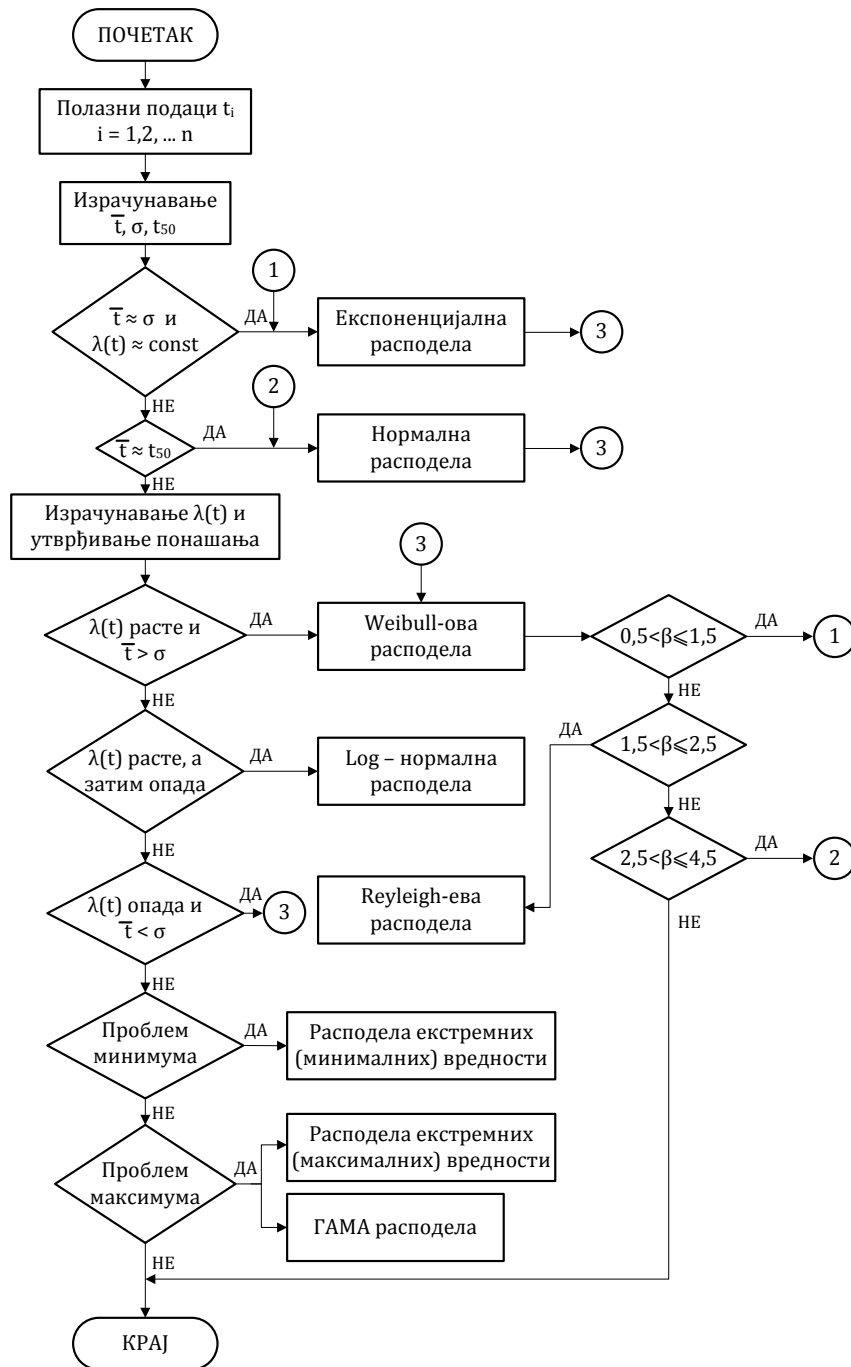 ПОЧЕТАК
Полазни подаци tᵢ
i = 1,2, ... n
Израчунавање
t̅, σ, t₅₀
1
t̅ ≈ σ и
λ(t) ≈ const
ДА
Експоненцијална
расподела
3
НЕ
2
t̅ ≈ t₅₀
ДА
Нормална
расподела
3
НЕ
Израчунавање λ(t) и
утврђивање понашања
3
λ(t) расте и
t̅ > σ
ДА
Weibull-ова
расподела
0,5<β⩽1,5
ДА
1
НЕ
НЕ
λ(t) расте, а
затим опада
ДА
Log – нормална
расподела
ДА
1,5<β⩽2,5
НЕ
НЕ
2,5<β⩽4,5
ДА
2
НЕ
λ(t) опада и
t̅ < σ
ДА
3
Reyleigh-ева
расподела
НЕ
Проблем
минимума
ДА
Расподела екстремних
(минималних) вредности
НЕ
Проблем
максимума
ДА
Расподела екстремних
(максималних) вредности
ГАМА расподела
НЕ
КРАЈ